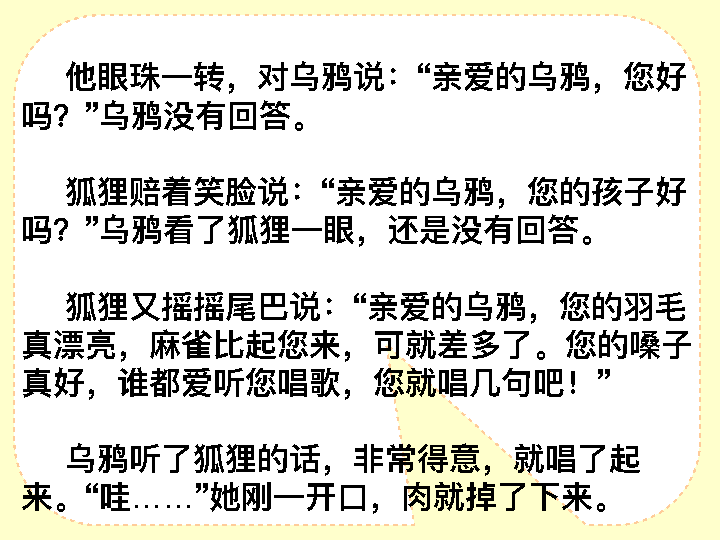 他眼珠一转，对乌鸦说：“亲爱的乌鸦，您好
吗？”乌鸦没有回答。
狐狸赔着笑脸说：“亲爱的乌鸦，您的孩子好
吗？”乌鸦看了狐狸一眼，还是没有回答。
狐狸又摇摇尾巴说：“亲爱的乌鸦，您的羽毛
真漂亮，麻雀比起您来，可就差多了。您的嗓子
真好，谁都爱听您唱歌，您就唱几句吧！”
乌鸦听了狐狸的话，非常得意，就唱了起
来。“哇……”她刚一开口，肉就掉了下来。